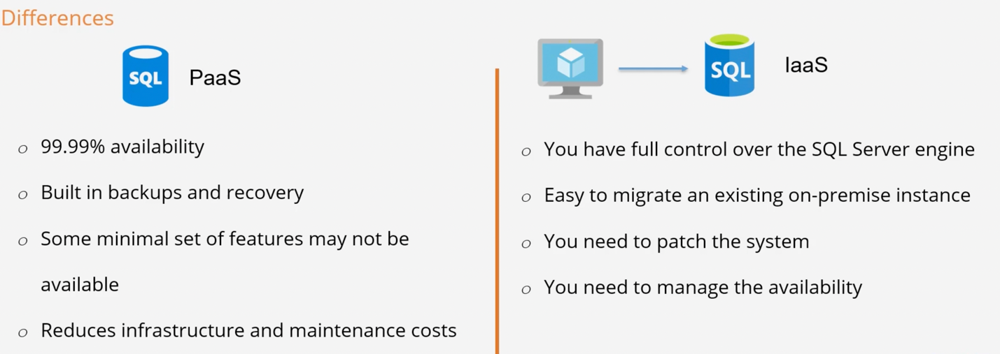 Differences
SQL PaaS
99.99% availability
Built in backups and recovery
Some minimal set of features may not be
available
Reduces infrastructure and maintenance costs
SQL IaaS
You have full control over the SQL Server engine
Easy to migrate an existing on-premise instance
You need to patch the system
You need to manage the availability